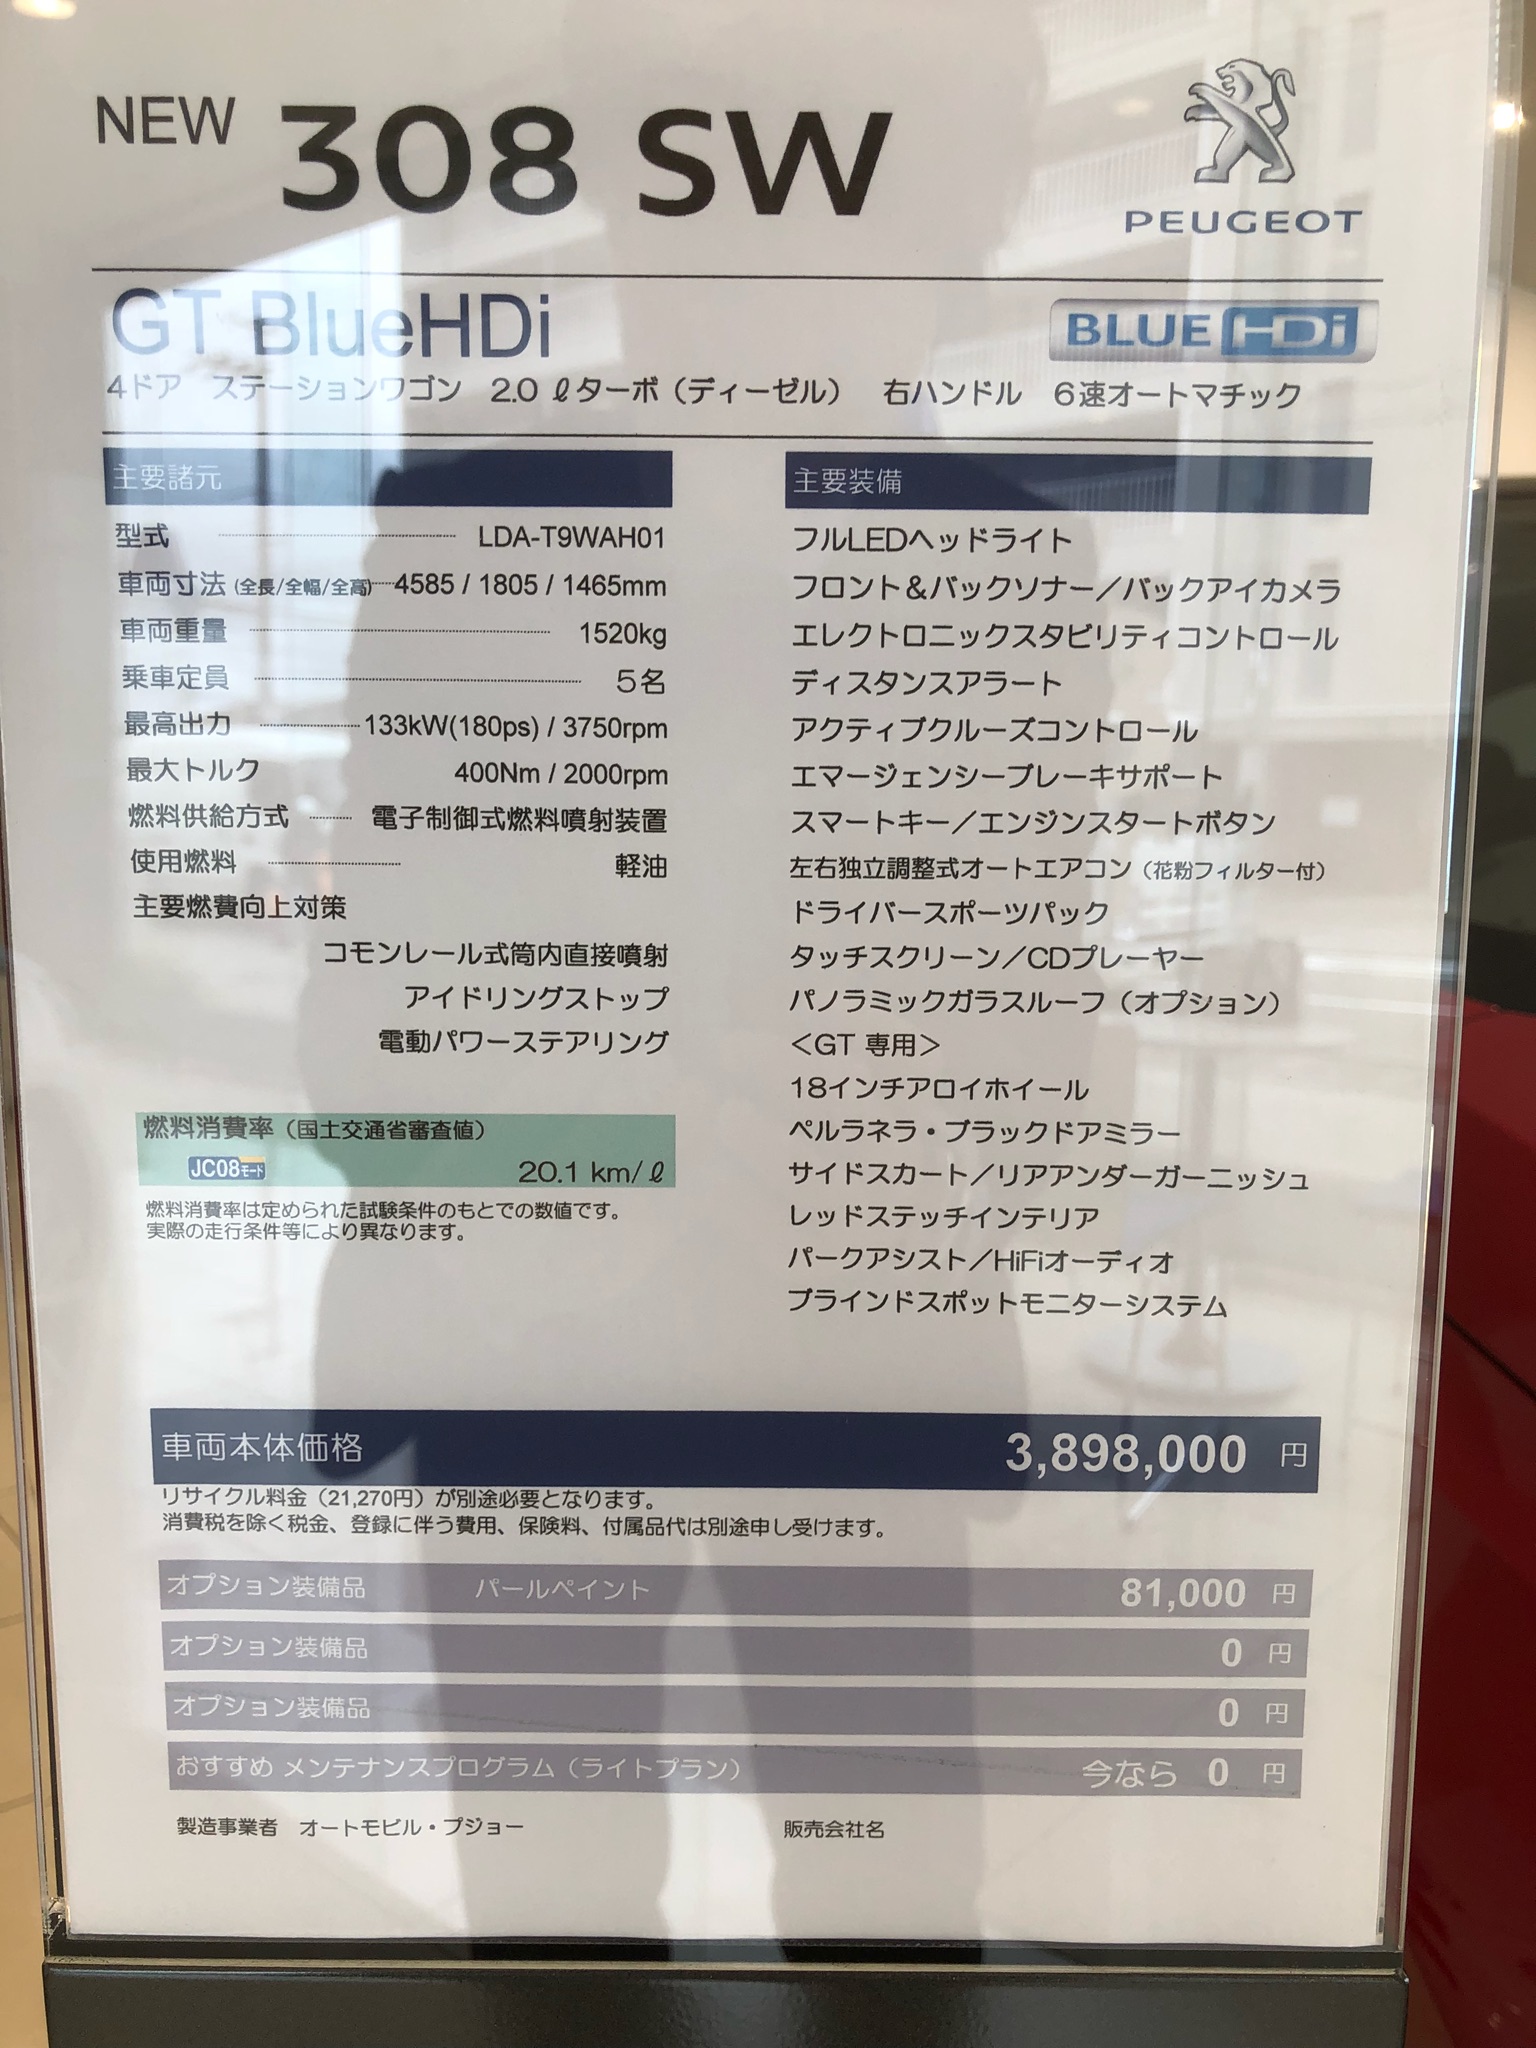 NEW 308 SW
PEUGEOT
GT BlueHDi
BLUE HDi
4ドア ステーションワゴン 2.0 ℓターボ（ディーゼル） 右ハンドル 6速オートマチック
主要諸元
型式 LDA-T9WAH01
車両寸法 (全長/全幅/全高) 4585 / 1805 / 1465mm
車両重量 1520kg
乗車定員 5名
最高出力 133kW(180ps) / 3750rpm
最大トルク 400Nm / 2000rpm
燃料供給方式 電子制御式燃料噴射装置
使用燃料 軽油
主要燃費向上対策
コモンレール式筒内直接噴射
アイドリングストップ
電動パワーステアリング
燃料消費率（国土交通省審査値）
JC08モード 20.1 km/ℓ
燃料消費率は定められた試験条件のもとでの数値です。
実際の走行条件等により異なります。
主要装備
フルLEDヘッドライト
フロント＆バックソナー／バックアイカメラ
エレクトロニックスタビリティコントロール
ディスタンスアラート
アクティブクルーズコントロール
エマージェンシーブレーキサポート
スマートキー／エンジンスタートボタン
左右独立調整式オートエアコン（花粉フィルター付）
ドライバースポーツパック
タッチスクリーン／CDプレーヤー
パノラミックガラスルーフ（オプション）
＜GT 専用＞
18インチアロイホイール
ペルラネラ・ブラックドアミラー
サイドスカート／リアアンダーガーニッシュ
レッドステッチインテリア
パークアシスト／HiFiオーディオ
ブラインドスポットモニターシステム
車両本体価格 3,898,000 円
リサイクル料金（21,270円）が別途必要となります。
消費税を除く税金、登録に伴う費用、保険料、付属品代は別途申し受けます。
オプション装備品 パールペイント 81,000 円
オプション装備品 0 円
オプション装備品 0 円
おすすめ メンテナンスプログラム（ライトプラン） 今なら 0 円
製造事業者 オートモビル・プジョー 販売会社名